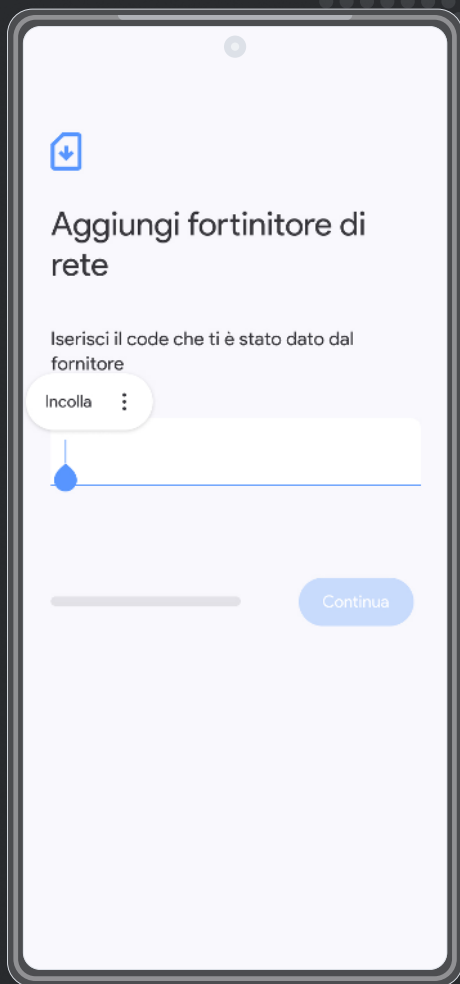 Aggiungi fortinitore di
rete
Iserisci il code che ti è stato dato dal
fornitore
Incolla
Continua